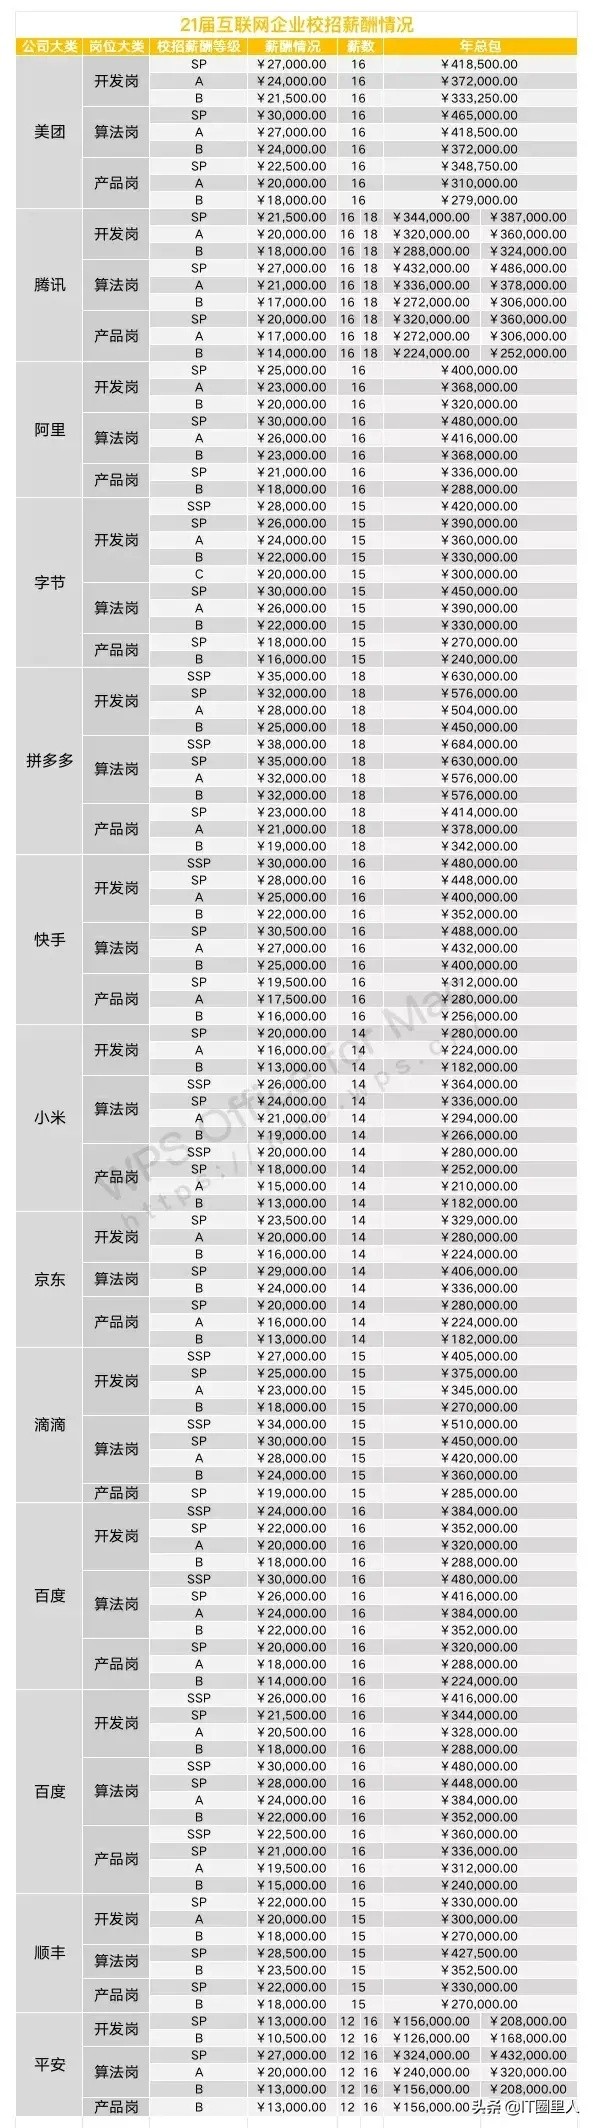 21届互联网企业校招薪酬情况
公司大类 岗位大类 校招薪酬等级 薪酬情况 薪数 年总包
美团 开发岗 SP ￥27,000.00 16 ￥418,500.00
A ￥24,000.00 16 ￥372,000.00
B ￥21,500.00 16 ￥333,250.00
算法岗 SP ￥30,000.00 16 ￥465,000.00
A ￥27,000.00 16 ￥418,500.00
B ￥24,000.00 16 ￥372,000.00
产品岗 SP ￥22,500.00 16 ￥348,750.00
A ￥20,000.00 16 ￥310,000.00
B ￥18,000.00 16 ￥279,000.00
腾讯 开发岗 SP ￥21,500.00 16 18 ￥344,000.00 ￥387,000.00
A ￥20,000.00 16 18 ￥320,000.00 ￥360,000.00
B ￥18,000.00 16 18 ￥288,000.00 ￥324,000.00
算法岗 SP ￥27,000.00 16 18 ￥432,000.00 ￥486,000.00
A ￥21,000.00 16 18 ￥336,000.00 ￥378,000.00
B ￥17,000.00 16 18 ￥272,000.00 ￥306,000.00
产品岗 SP ￥20,000.00 16 18 ￥320,000.00 ￥360,000.00
A ￥17,000.00 16 18 ￥272,000.00 ￥306,000.00
B ￥14,000.00 16 18 ￥224,000.00 ￥252,000.00
阿里 开发岗 SP ￥25,000.00 16 ￥400,000.00
A ￥23,000.00 16 ￥368,000.00
B ￥20,000.00 16 ￥320,000.00
算法岗 SP ￥30,000.00 16 ￥480,000.00
A ￥26,000.00 16 ￥416,000.00
B ￥23,000.00 16 ￥368,000.00
产品岗 SP ￥21,000.00 16 ￥336,000.00
B ￥18,000.00 16 ￥288,000.00
字节 开发岗 SSP ￥28,000.00 15 ￥420,000.00
SP ￥26,000.00 15 ￥390,000.00
A ￥24,000.00 15 ￥360,000.00
B ￥22,000.00 15 ￥330,000.00
C ￥20,000.00 15 ￥300,000.00
算法岗 SP ￥30,000.00 15 ￥450,000.00
A ￥26,000.00 15 ￥390,000.00
B ￥22,000.00 15 ￥330,000.00
产品岗 SP ￥18,000.00 15 ￥270,000.00
B ￥16,000.00 15 ￥240,000.00
拼多多 开发岗 SSP ￥35,000.00 18 ￥630,000.00
SP ￥32,000.00 18 ￥576,000.00
A ￥28,000.00 18 ￥504,000.00
B ￥25,000.00 18 ￥450,000.00
算法岗 SSP ￥38,000.00 18 ￥684,000.00
SP ￥35,000.00 18 ￥630,000.00
A ￥32,000.00 18 ￥576,000.00
B ￥32,000.00 18 ￥576,000.00
产品岗 SP ￥23,000.00 18 ￥414,000.00
A ￥21,000.00 18 ￥378,000.00
B ￥19,000.00 18 ￥342,000.00
快手 开发岗 SSP ￥30,000.00 16 ￥480,000.00
SP ￥28,000.00 16 ￥448,000.00
A ￥25,000.00 16 ￥400,000.00
B ￥22,000.00 16 ￥352,000.00
算法岗 SP ￥30,500.00 16 ￥488,000.00
A ￥27,000.00 16 ￥432,000.00
B ￥25,000.00 16 ￥400,000.00
产品岗 SP ￥19,500.00 16 ￥312,000.00
A ￥17,500.00 16 ￥280,000.00
B ￥16,000.00 16 ￥256,000.00
小米 开发岗 SP ￥20,000.00 14 ￥280,000.00
A ￥16,000.00 14 ￥224,000.00
B ￥13,000.00 14 ￥182,000.00
算法岗 SSP ￥26,000.00 14 ￥364,000.00
SP ￥24,000.00 14 ￥336,000.00
A ￥21,000.00 14 ￥294,000.00
B ￥19,000.00 14 ￥266,000.00
产品岗 SSP ￥20,000.00 14 ￥280,000.00
SP ￥18,000.00 14 ￥252,000.00
A ￥15,000.00 14 ￥210,000.00
B ￥13,000.00 14 ￥182,000.00
京东 开发岗 SP ￥23,500.00 14 ￥329,000.00
A ￥20,000.00 14 ￥280,000.00
B ￥16,000.00 14 ￥224,000.00
算法岗 SP ￥29,000.00 14 ￥406,000.00
B ￥24,000.00 14 ￥336,000.00
产品岗 SP ￥20,000.00 14 ￥280,000.00
A ￥16,000.00 14 ￥224,000.00
B ￥13,000.00 14 ￥182,000.00
滴滴 开发岗 SSP ￥27,000.00 15 ￥405,000.00
SP ￥25,000.00 15 ￥375,000.00
A ￥23,000.00 15 ￥345,000.00
B ￥18,000.00 15 ￥270,000.00
算法岗 SSP ￥34,000.00 15 ￥510,000.00
SP ￥30,000.00 15 ￥450,000.00
A ￥28,000.00 15 ￥420,000.00
B ￥24,000.00 15 ￥360,000.00
产品岗 SP ￥19,000.00 15 ￥285,000.00
百度 开发岗 SSP ￥24,000.00 16 ￥384,000.00
SP ￥22,000.00 16 ￥352,000.00
A ￥20,000.00 16 ￥320,000.00
B ￥18,000.00 16 ￥288,000.00
算法岗 SSP ￥30,000.00 16 ￥480,000.00
SP ￥26,000.00 16 ￥416,000.00
A ￥24,000.00 16 ￥384,000.00
B ￥22,000.00 16 ￥352,000.00
产品岗 SP ￥20,000.00 16 ￥320,000.00
A ￥18,000.00 16 ￥288,000.00
B ￥14,000.00 16 ￥224,000.00
百度 开发岗 SSP ￥26,000.00 16 ￥416,000.00
SP ￥21,500.00 16 ￥344,000.00
A ￥20,500.00 16 ￥328,000.00
B ￥18,000.00 16 ￥288,000.00
算法岗 SSP ￥30,000.00 16 ￥480,000.00
SP ￥28,000.00 16 ￥448,000.00
A ￥24,000.00 16 ￥384,000.00
B ￥22,000.00 16 ￥352,000.00
产品岗 SSP ￥22,500.00 16 ￥360,000.00
SP ￥21,000.00 16 ￥336,000.00
A ￥19,500.00 16 ￥312,000.00
B ￥15,000.00 16 ￥240,000.00
顺丰 开发岗 SP ￥22,000.00 15 ￥330,000.00
A ￥20,000.00 15 ￥300,000.00
B ￥18,000.00 15 ￥270,000.00
算法岗 SP ￥28,500.00 15 ￥427,500.00
B ￥23,500.00 15 ￥352,500.00
产品岗 SP ￥22,000.00 15 ￥330,000.00
B ￥18,000.00 15 ￥270,000.00
平安 开发岗 SP ￥13,000.00 12 16 ￥156,000.00 ￥208,000.00
B ￥10,500.00 12 16 ￥126,000.00 ￥168,000.00
算法岗 SP ￥27,000.00 12 16 ￥324,000.00 ￥432,000.00
A ￥20,000.00 12 16 ￥240,000.00 ￥320,000.00
B ￥13,000.00 12 16 ￥156,000.00 ￥208,000.00
产品岗 B ￥13,000.00 12 16 ￥156,000.00
头条 @IT圈里人
WPS Office for Mac